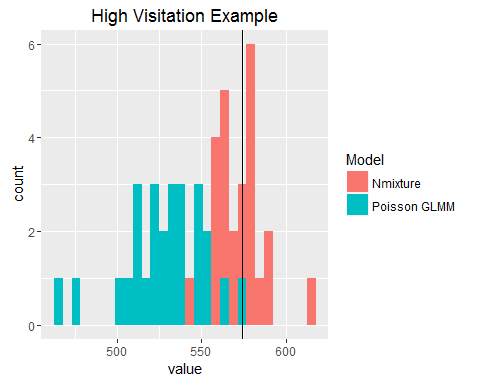 High Visitation Example
6
4
2
0
count
500
550
600
value
Model
Nmixture
Poisson GLMM